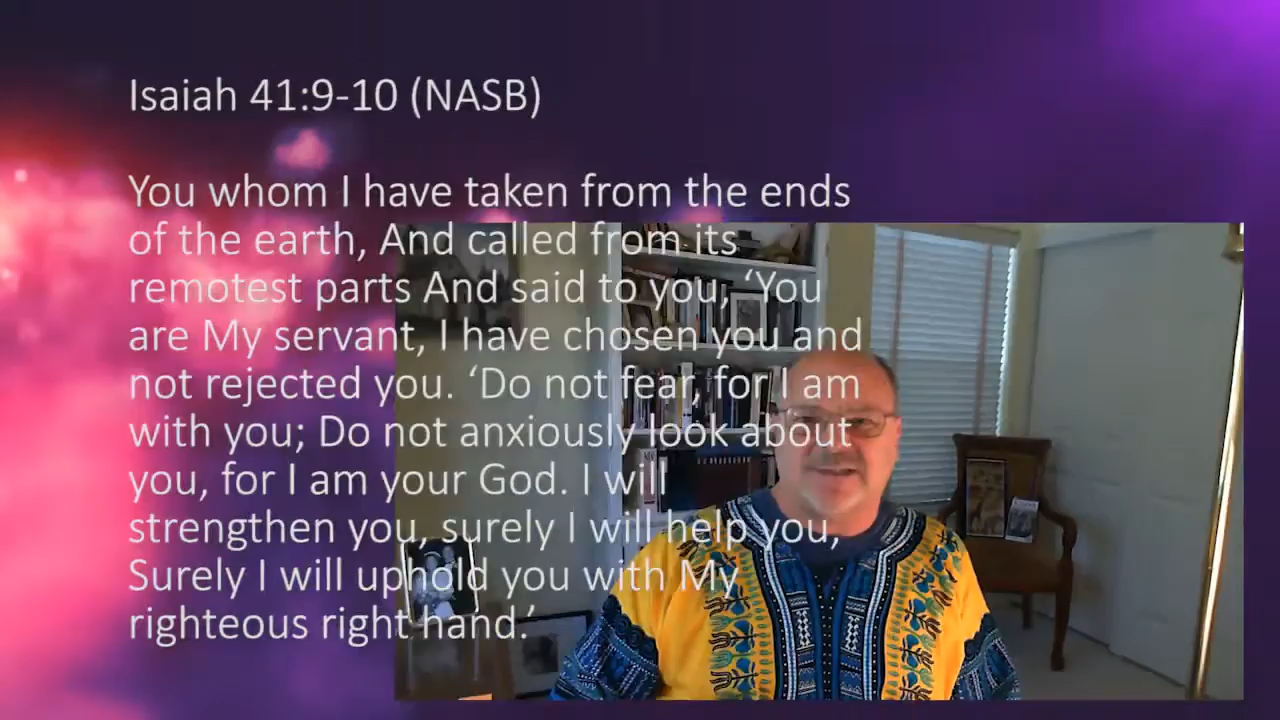 Isaiah 41:9-10 (NASB)
You whom I have taken from the ends
of the earth, And called from its
remotest parts And said to you, ‘You
are My servant, I have chosen you and
not rejected you. ‘Do not fear, for I am
with you; Do not anxiously look about
you, for I am your God. I will
strengthen you, surely I will help you,
Surely I will uphold you with My
righteous right hand.’